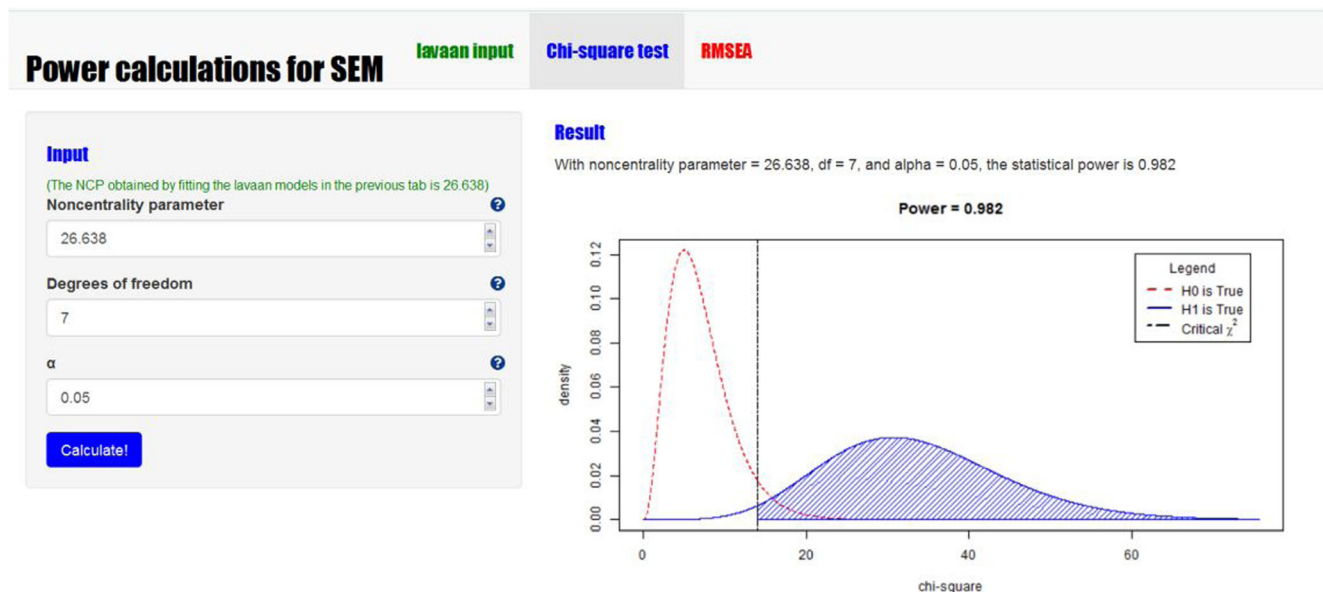 Power calculations for SEM
lavaan input
Chi-square test
RMSEA
Input
(The NCP obtained by fitting the lavaan models in the previous tab is 26.638)
Noncentrality parameter
26.638
Degrees of freedom
7
α
0.05
Calculate!
Result
With noncentrality parameter = 26.638, df = 7, and alpha = 0.05, the statistical power is 0.982
Power = 0.982
Legend
H0 is True
H1 is True
Critical χ²
density
0.12
0.10
0.08
0.06
0.04
0.02
0.00
0 20 40 60
chi-square